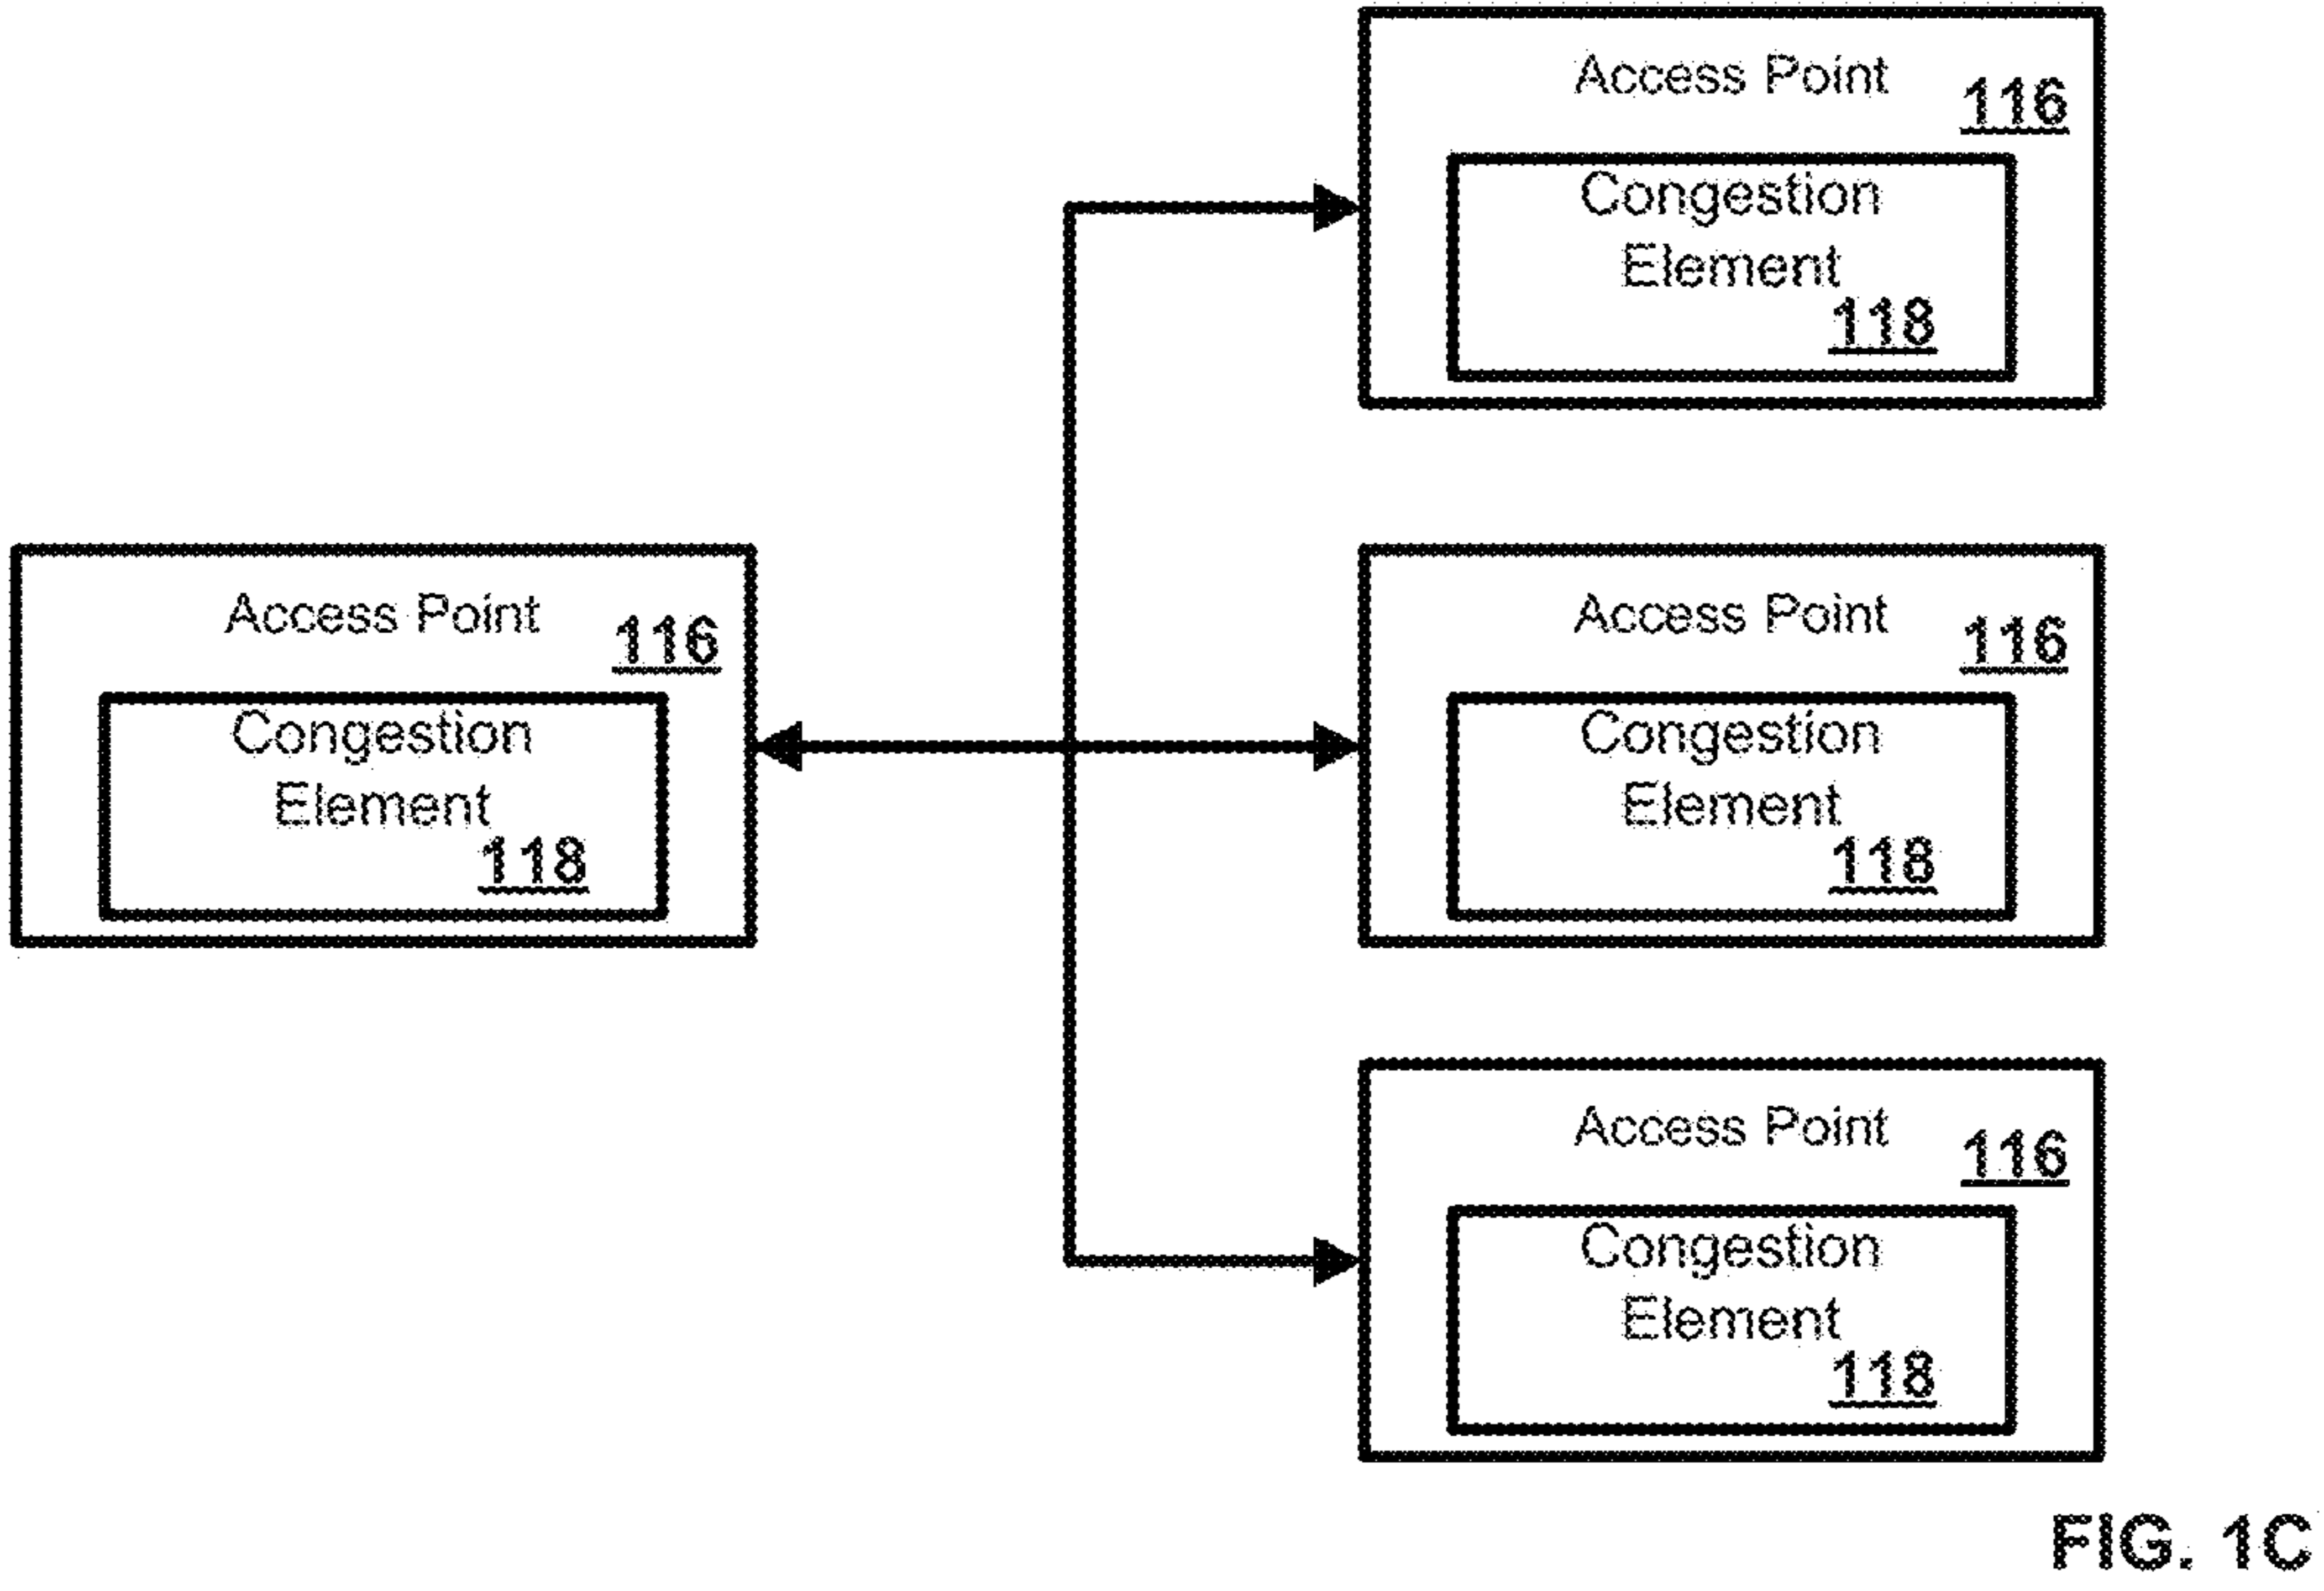 Access Point
116
Congestion
Element
118
Access Point
116
Congestion
Element
118
Access Point
116
Congestion
Element
118
Access Point
116
Congestion
Element
118
FIG. 1C